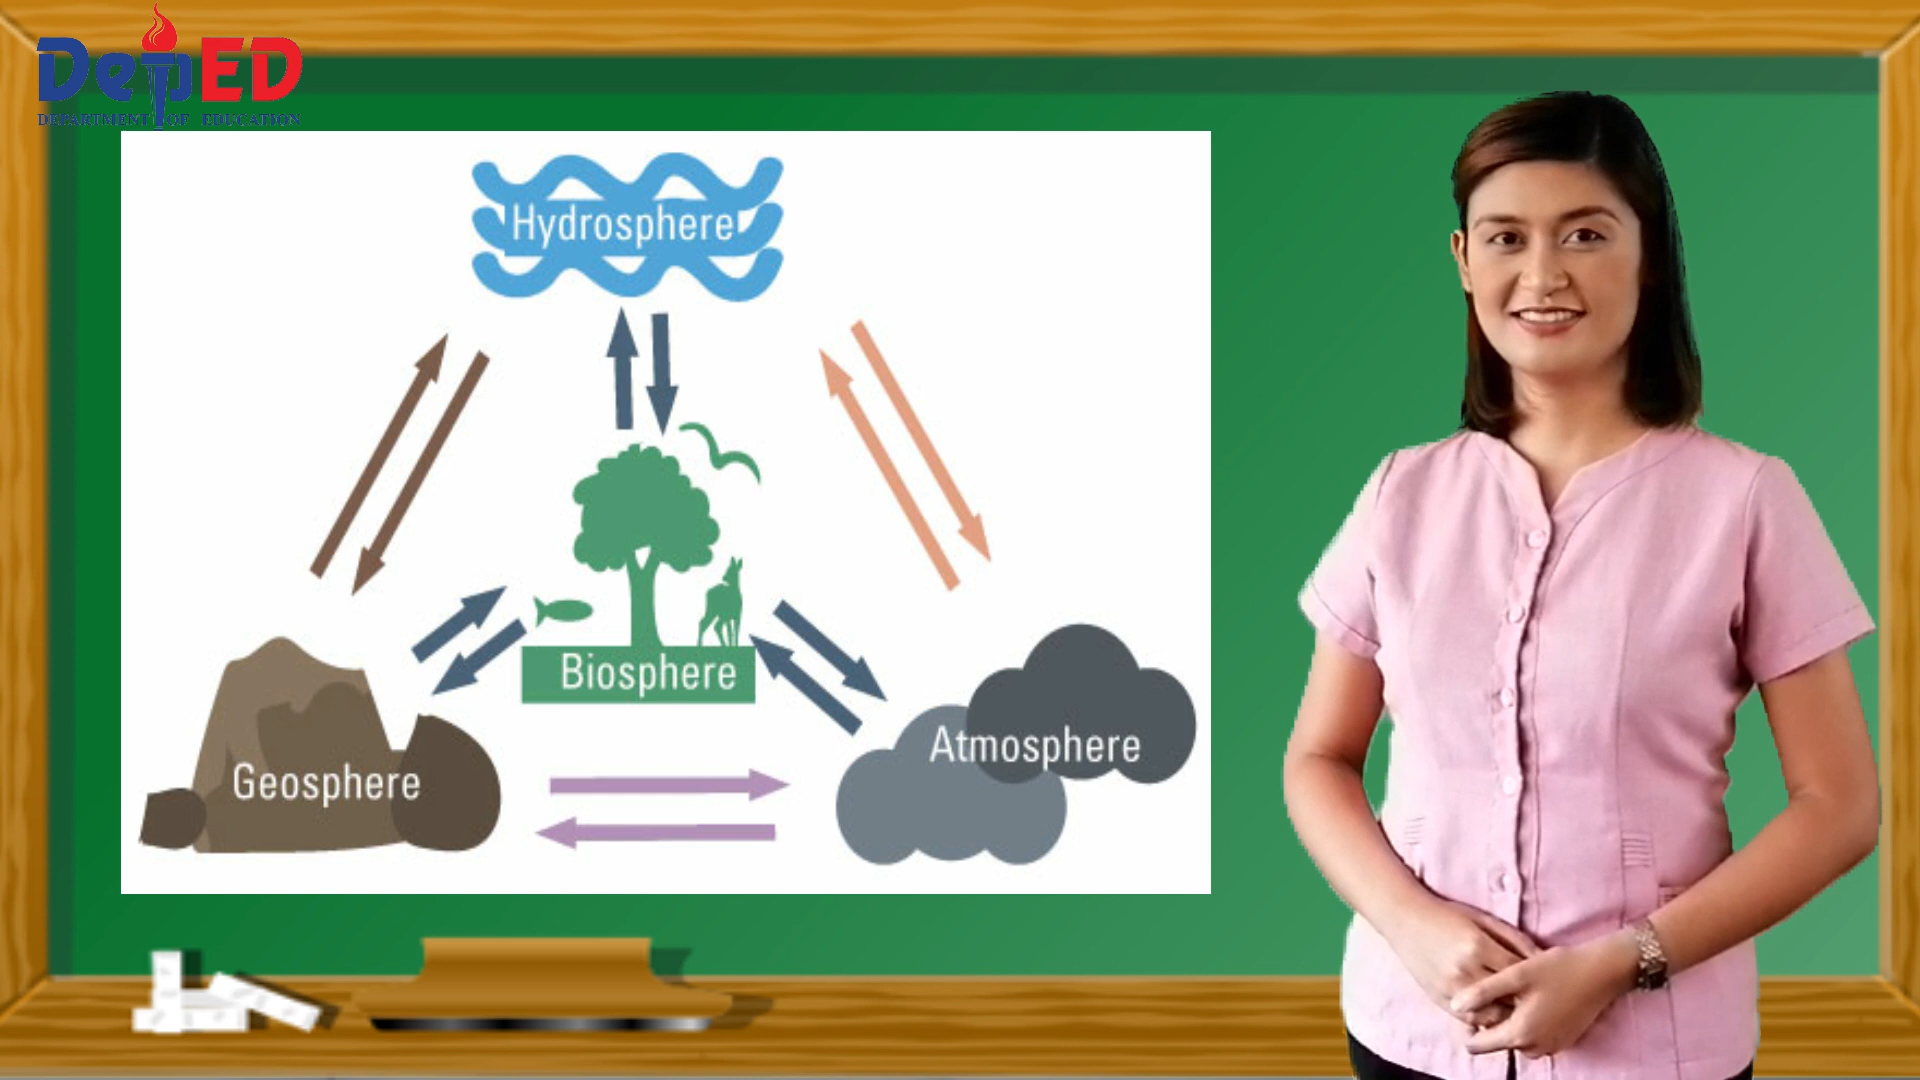 DepED
DEPARTMENT OF EDUCATION
Hydrosphere
Biosphere
Geosphere
Atmosphere